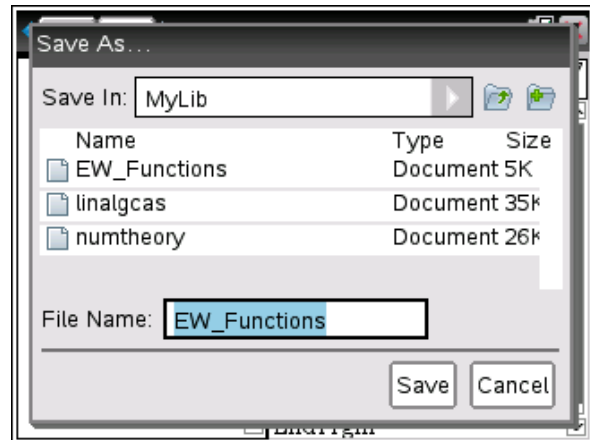 Save As...
Save In: MyLib
Name Type Size
EW_Functions Document 5K
linalgcas Document 35K
numtheory Document 26K
File Name: EW_Functions
Save Cancel